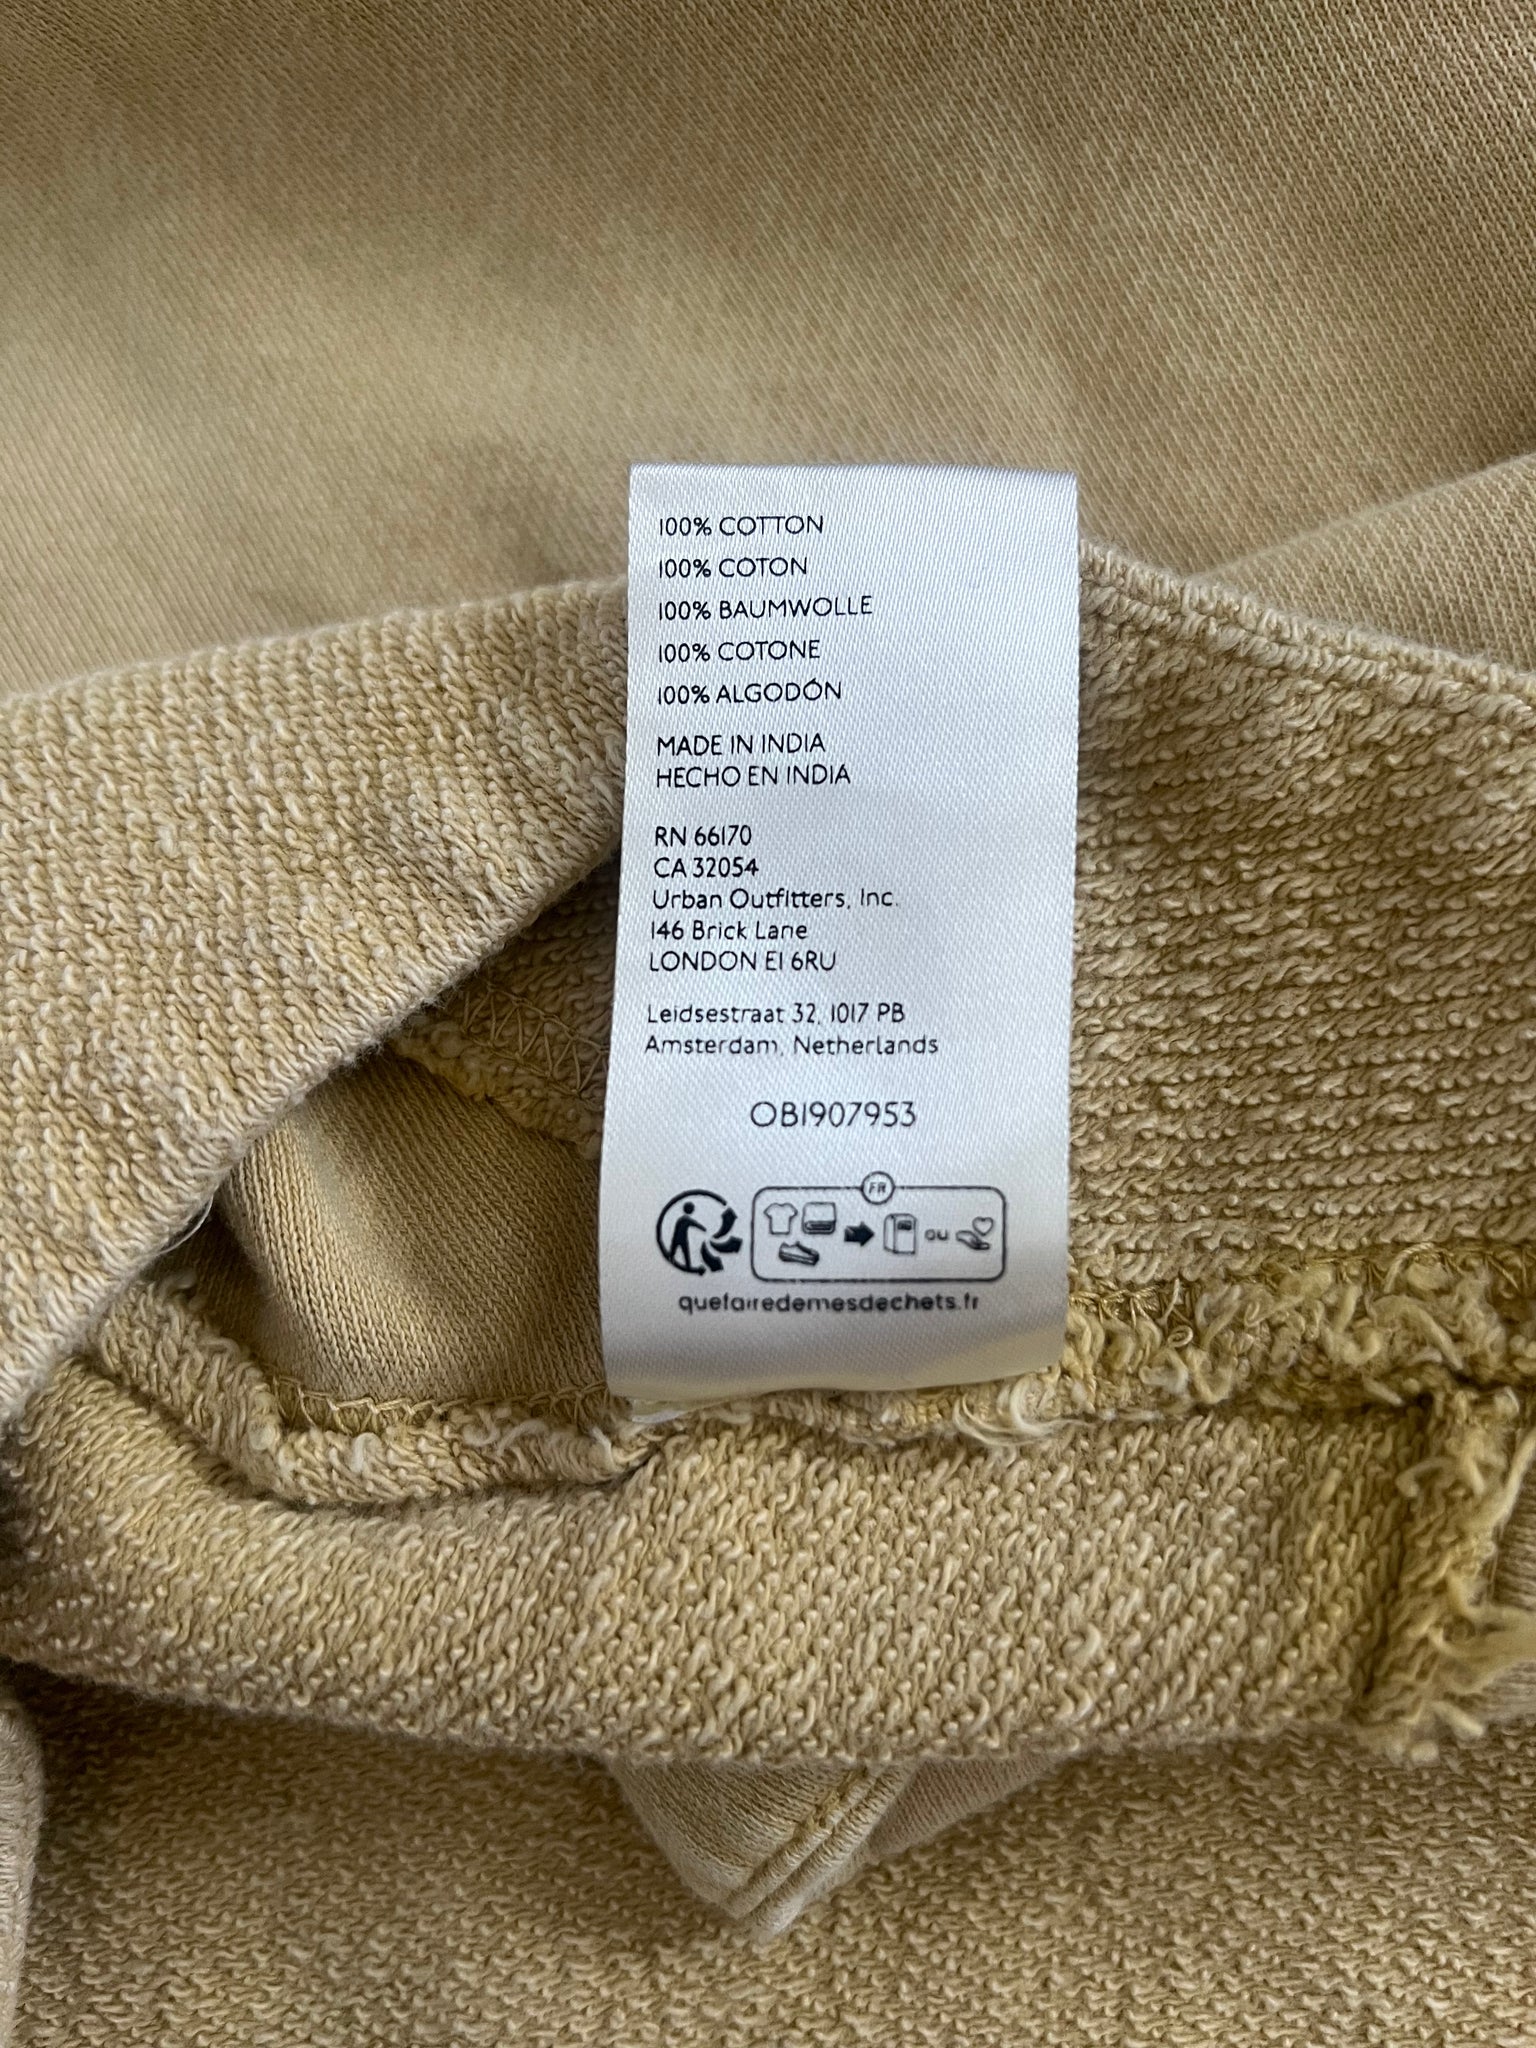 100% COTTON
100% COTON
100% BAUMWOLLE
100% COTONE
100% ALGODÓN
MADE IN INDIA
HECHO EN INDIA
RN 66170
CA 32054
Urban Outfitters, Inc.
146 Brick Lane
LONDON E1 6RU
Leidsestraat 32, 1017 PB
Amsterdam, Netherlands
OB1907953
FR
ou
quefairedemesdechets.fr